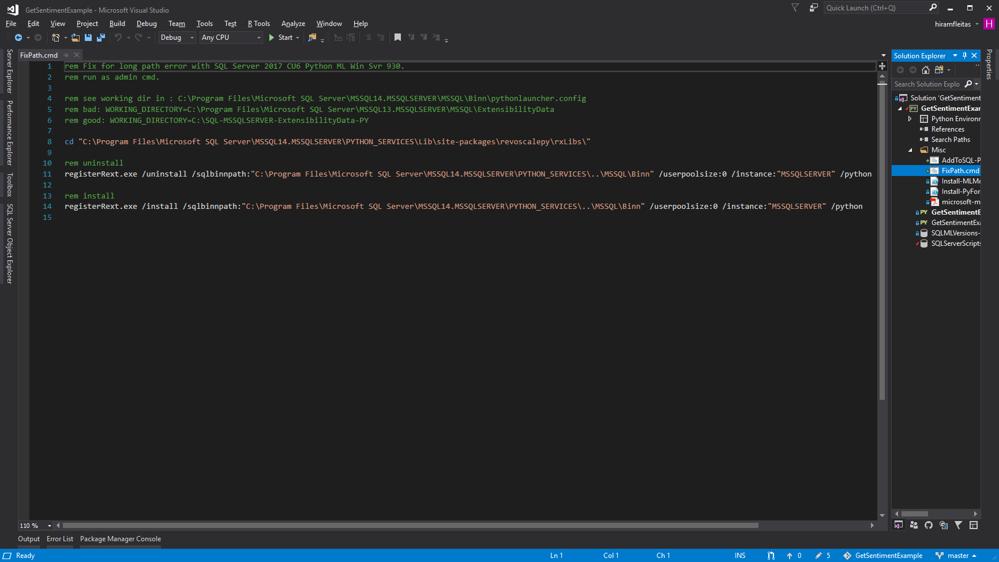 GetSentimentExample - Microsoft Visual Studio
Quick Launch (Ctrl+Q)
File Edit View Project Build Debug Team Tools Test R Tools Analyze Window Help
hiramfleitas H
Debug Any CPU Start
Server Explorer
Performance Explorer
Toolbox
SQL Server Object Explorer
FixPath.cmd
1 rem Fix for long path error with SQL Server 2017 CU6 Python ML Win Svr 930.
2 rem run as admin cmd.
3
4 rem see working dir in : C:\Program Files\Microsoft SQL Server\MSSQL14.MSSQLSERVER\MSSQL\Binn\pythonlauncher.config
5 rem bad: WORKING_DIRECTORY=C:\Program Files\Microsoft SQL Server\MSSQL13.MSSQLSERVER\MSSQL\ExtensibilityData
6 rem good: WORKING_DIRECTORY=C:\SQL-MSSQLSERVER-ExtensibilityData-PY
7
8 cd "C:\Program Files\Microsoft SQL Server\MSSQL14.MSSQLSERVER\PYTHON_SERVICES\Lib\site-packages\revoscalepy\rxLibs\"
9
10 rem uninstall
11 registerRext.exe /uninstall /sqlbinnpath:"C:\Program Files\Microsoft SQL Server\MSSQL14.MSSQLSERVER\PYTHON_SERVICES\..\MSSQL\Binn" /userpoolsize:0 /instance:"MSSQLSERVER" /python
12
13 rem install
14 registerRext.exe /install /sqlbinnpath:"C:\Program Files\Microsoft SQL Server\MSSQL14.MSSQLSERVER\PYTHON_SERVICES\..\MSSQL\Binn" /userpoolsize:0 /instance:"MSSQLSERVER" /python
15
Solution Explorer
Search Solution Explo
Solution 'GetSentiment
PY GetSentimentExar
Python Environr
References
Search Paths
Misc
AddToSQL-P
FixPath.cmd
Install-MLMo
Install-PyFor
microsoft-m
PY GetSentimentE
PY GetSentimentExa
SQLMLVersions-
SQLServerScripts
Properties
110 %
Output Error List Package Manager Console
Ready Ln 1 Col 1 Ch 1 INS 0 5 GetSentimentExample master